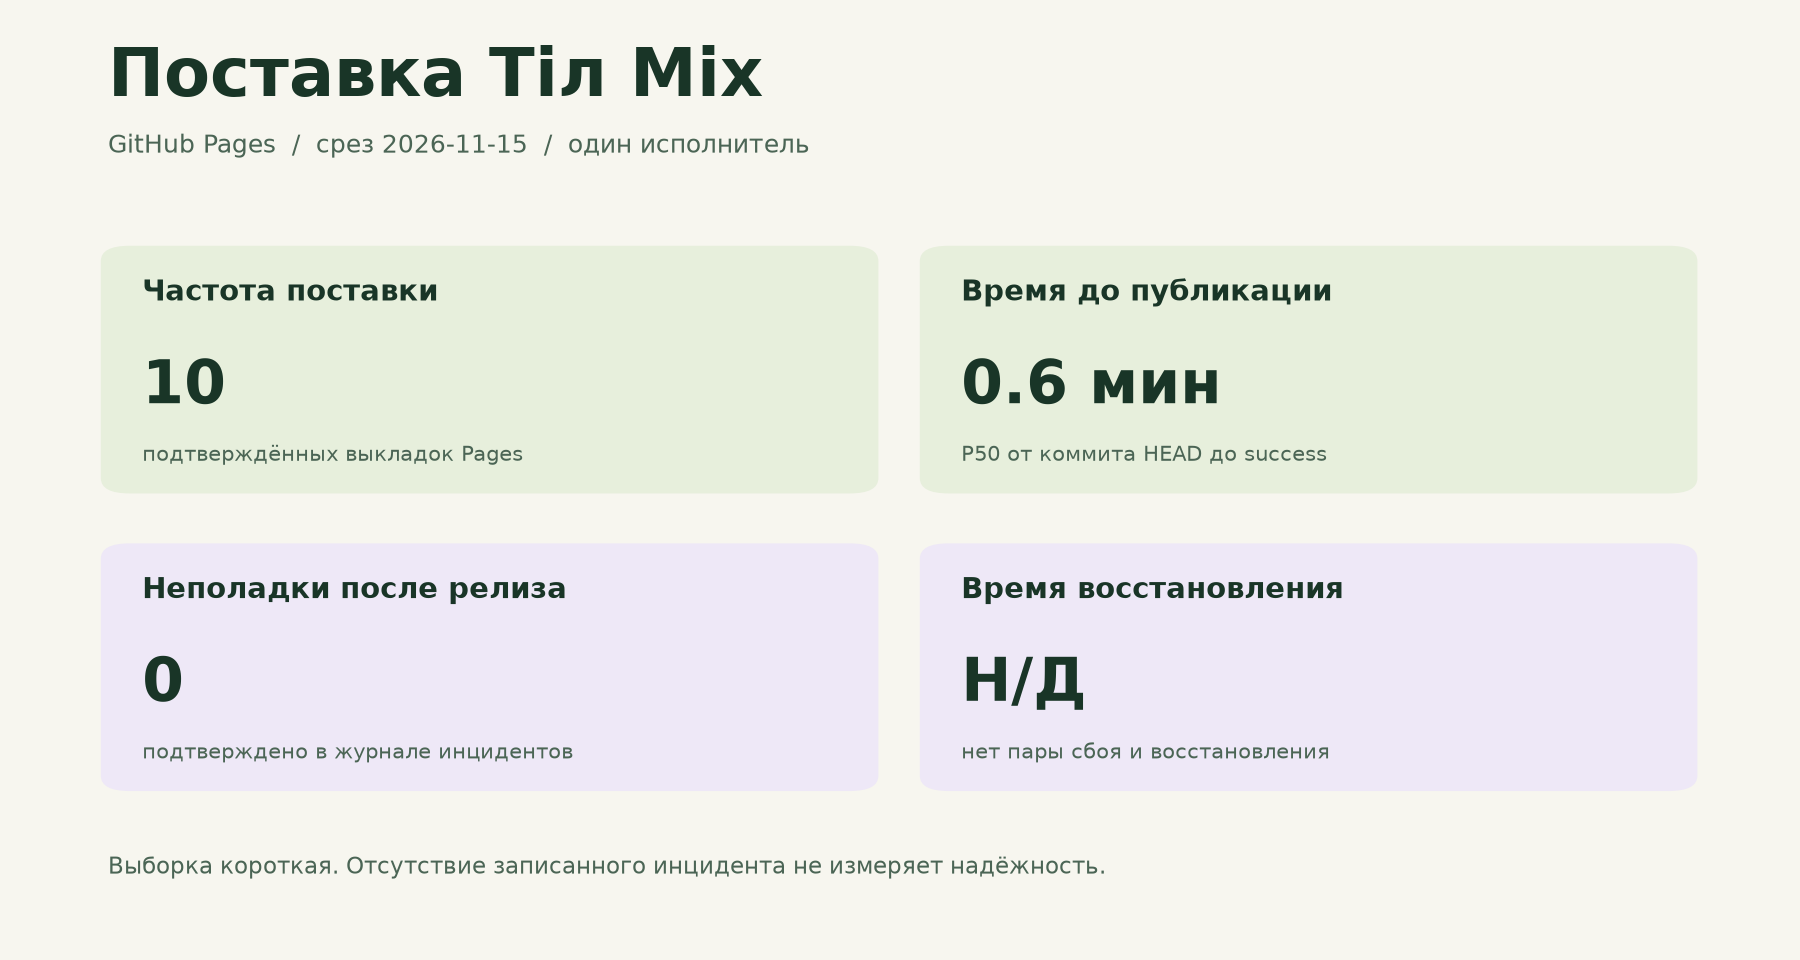 Поставка Тіл Mix
GitHub Pages / срез 2026-11-15 / один исполнитель
Частота поставки
10
подтверждённых выкладок Pages
Время до публикации
0.6 мин
P50 от коммита HEAD до success
Неполадки после релиза
0
подтверждено в журнале инцидентов
Время восстановления
Н/Д
нет пары сбоя и восстановления
Выборка короткая. Отсутствие записанного инцидента не измеряет надёжность.